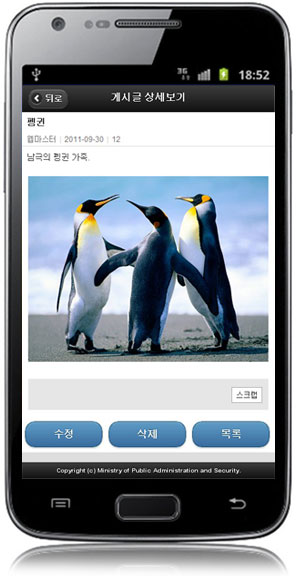 3G 18:52
뒤로 게시글 상세보기
펭귄
웹마스터 | 2011-09-30 | 12
남극의 펭귄 가족.
스크랩
수정 삭제 목록
Copyright (c) Ministry of Public Administration and Security.